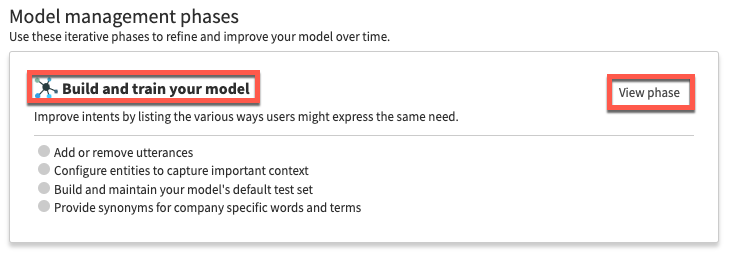 Model management phases
Use these iterative phases to refine and improve your model over time.
Build and train your model
View phase
Improve intents by listing the various ways users might express the same need.
Add or remove utterances
Configure entities to capture important context
Build and maintain your model's default test set
Provide synonyms for company specific words and terms